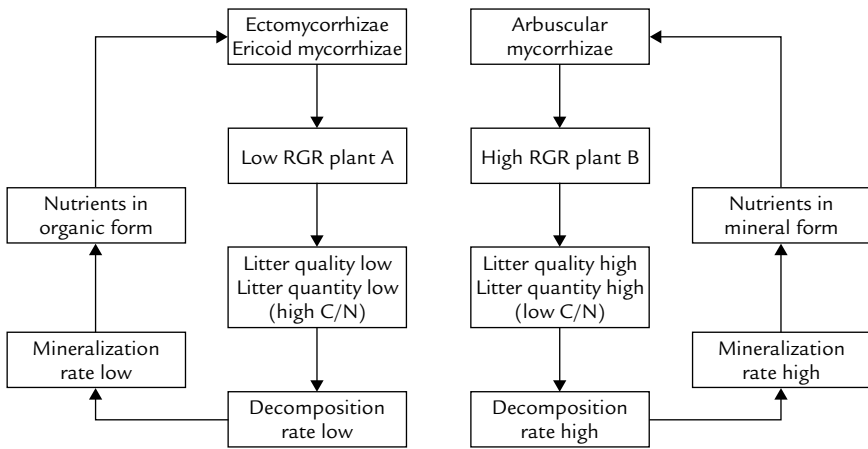 Ectomycorrhizae
Ericoid mycorrhizae
Low RGR plant A
Litter quality low
Litter quantity low
(high C/N)
Decomposition
rate low
Mineralization
rate low
Nutrients in
organic form
Arbuscular
mycorrhizae
High RGR plant B
Litter quality high
Litter quantity high
(low C/N)
Decomposition
rate high
Mineralization
rate high
Nutrients in
mineral form